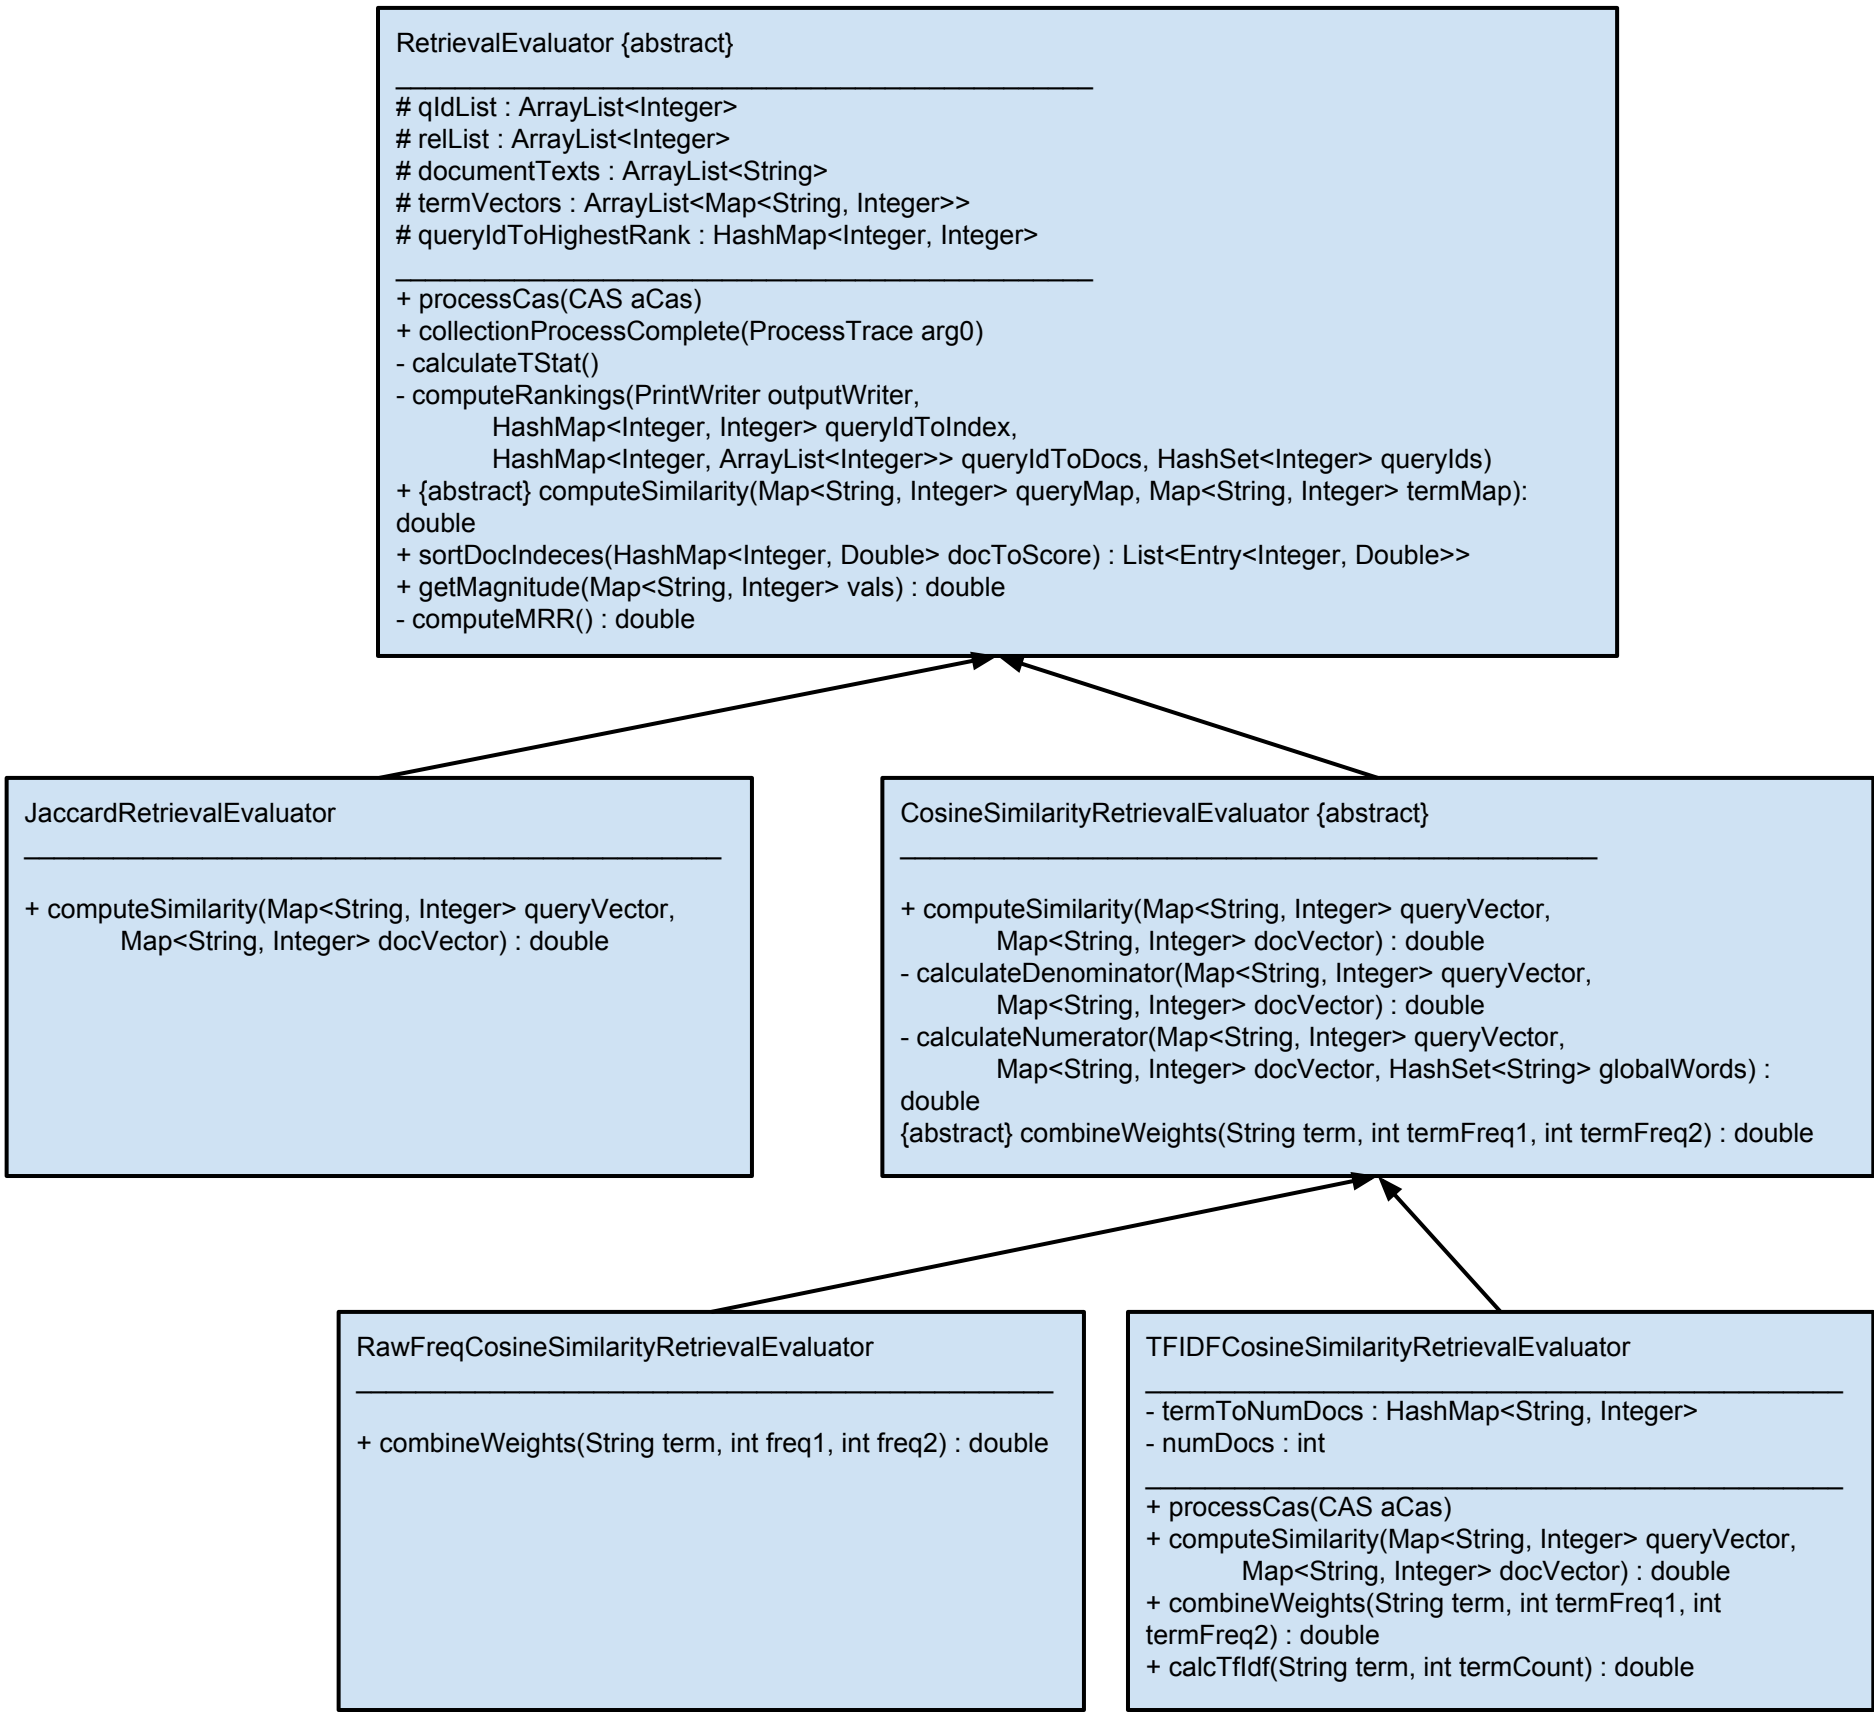 RetrievalEvaluator {abstract}
# qIdList : ArrayList<Integer>
# relList : ArrayList<Integer>
# documentTexts : ArrayList<String>
# termVectors : ArrayList<Map<String, Integer>>
# queryIdToHighestRank : HashMap<Integer, Integer>
+ processCas(CAS aCas)
+ collectionProcessComplete(ProcessTrace arg0)
- calculateTStat()
- computeRankings(PrintWriter outputWriter,
HashMap<Integer, Integer> queryIdToIndex,
HashMap<Integer, ArrayList<Integer>> queryIdToDocs, HashSet<Integer> queryIds)
+ {abstract} computeSimilarity(Map<String, Integer> queryMap, Map<String, Integer> termMap):
double
+ sortDocIndeces(HashMap<Integer, Double> docToScore) : List<Entry<Integer, Double>>
+ getMagnitude(Map<String, Integer> vals) : double
- computeMRR() : double
JaccardRetrievalEvaluator
+ computeSimilarity(Map<String, Integer> queryVector,
Map<String, Integer> docVector) : double
CosineSimilarityRetrievalEvaluator {abstract}
+ computeSimilarity(Map<String, Integer> queryVector,
Map<String, Integer> docVector) : double
- calculateDenominator(Map<String, Integer> queryVector,
Map<String, Integer> docVector) : double
- calculateNumerator(Map<String, Integer> queryVector,
Map<String, Integer> docVector, HashSet<String> globalWords) :
double
{abstract} combineWeights(String term, int termFreq1, int termFreq2) : double
RawFreqCosineSimilarityRetrievalEvaluator
+ combineWeights(String term, int freq1, int freq2) : double
TFIDFCosineSimilarityRetrievalEvaluator
- termToNumDocs : HashMap<String, Integer>
- numDocs : int
+ processCas(CAS aCas)
+ computeSimilarity(Map<String, Integer> queryVector,
Map<String, Integer> docVector) : double
+ combineWeights(String term, int termFreq1, int
termFreq2) : double
+ calcTfIdf(String term, int termCount) : double